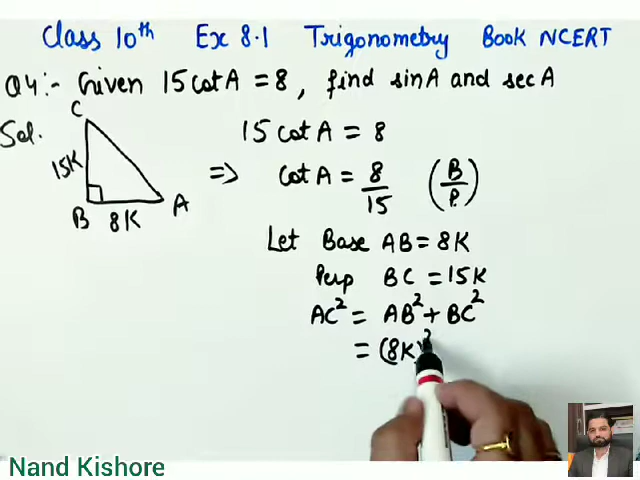 Class 10th Ex 8.1 Trigonometry Book NCERT
Q4:- Given 15 cot A = 8, find sin A and sec A
Sol.
C
15K
B 8K A
15 cot A = 8
=> cot A = 8/15 (B/P)
Let Base AB = 8K
Perp BC = 15K
AC² = AB² + BC²
= (8K)²
Nand Kishore